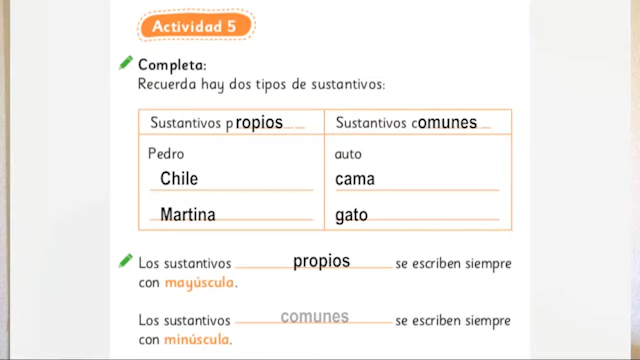 Actividad 5
Completa:
Recuerda hay dos tipos de sustantivos:
Sustantivos propios Sustantivos comunes
Pedro auto
Chile cama
Martina gato
Los sustantivos propios se escriben siempre
con mayúscula.
Los sustantivos comunes se escriben siempre
con minúscula.